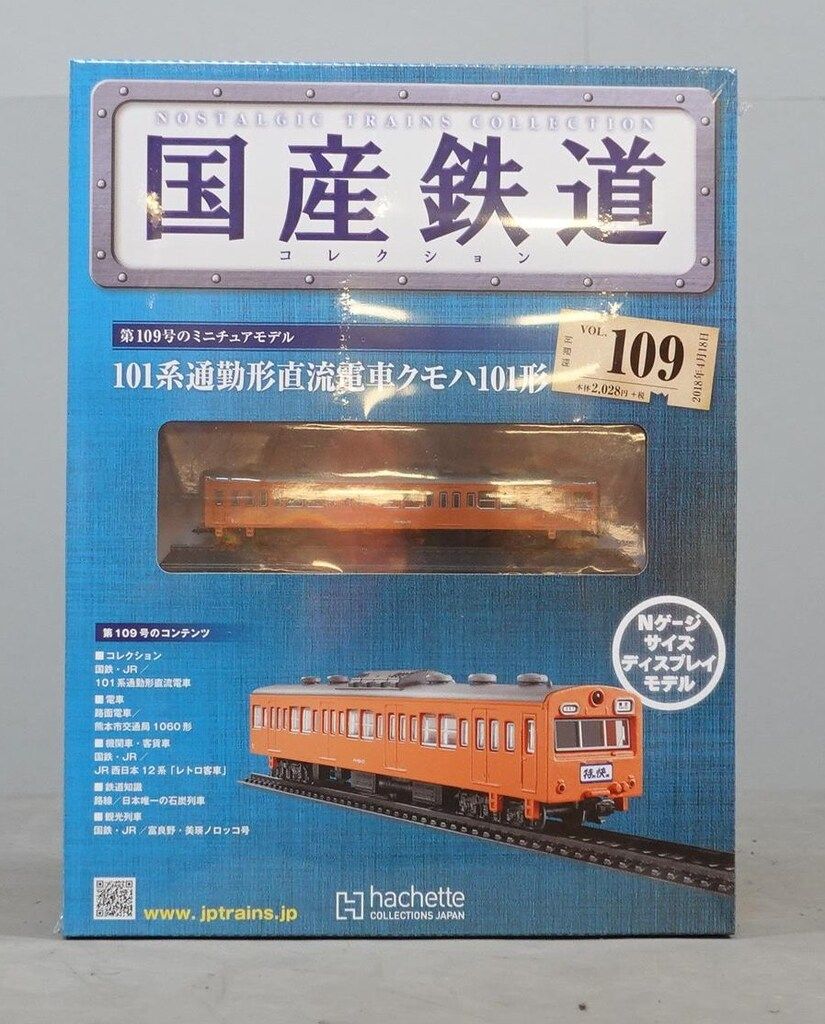 NOSTALGIC TRAINS COLLECTION
国産鉄道
コレクション
第109号のミニチュアモデル
101系通勤形直流電車クモハ101形
VOL. 109
本体2,028円+税
2018年4月18日
第109号のコンテンツ
■コレクション
国鉄・JR/
101系通勤形直流電車
■電車
路面電車/
熊本市交通局1060形
■機関車・客貨車
国鉄・JR/
JR西日本12系「レトロ客車」
■鉄道知識
路線/日本唯一の石炭列車
■観光列車
国鉄・JR/富良野・美瑛ノロッコ号
Nゲージ
サイズ
ディスプレイ
モデル
特快
www.jptrains.jp
hachette
COLLECTIONS JAPAN